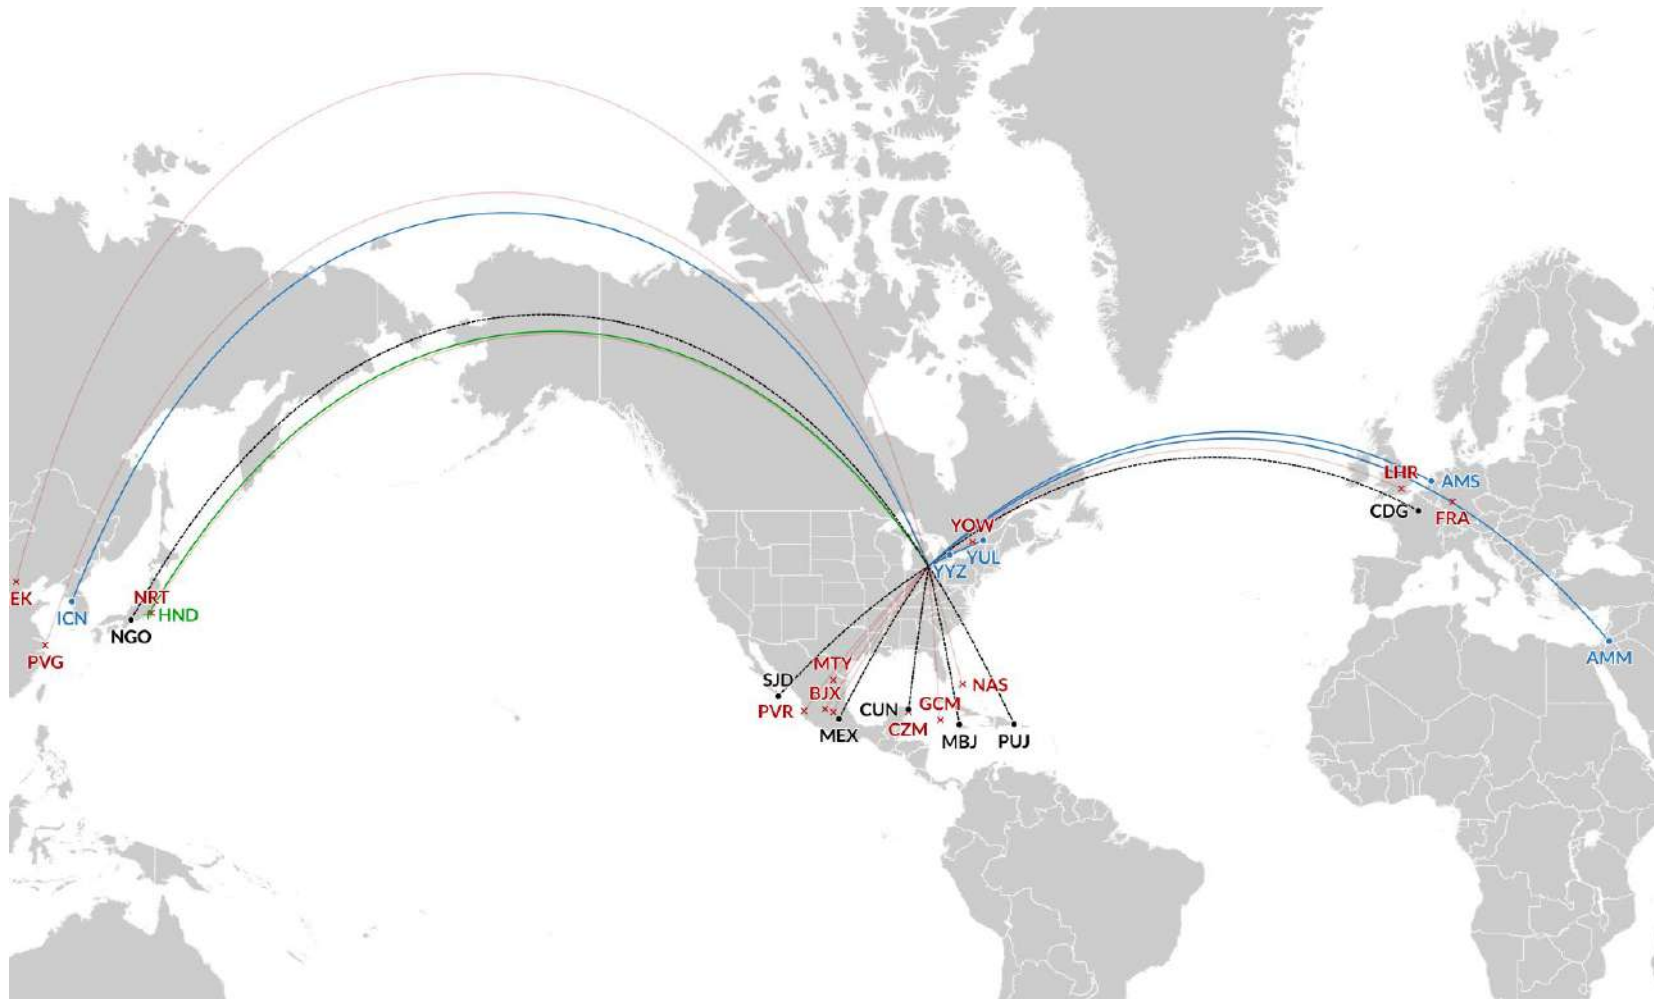 LHR
AMS
CDG
FRA
YOW
YUL
YYZ
EK
ICN
NRT
HND
NGO
PVG
AMM
MTY
SJD
BJX
NAS
PVR
CUN
GCM
CZM
MEX
MBJ
PUJ